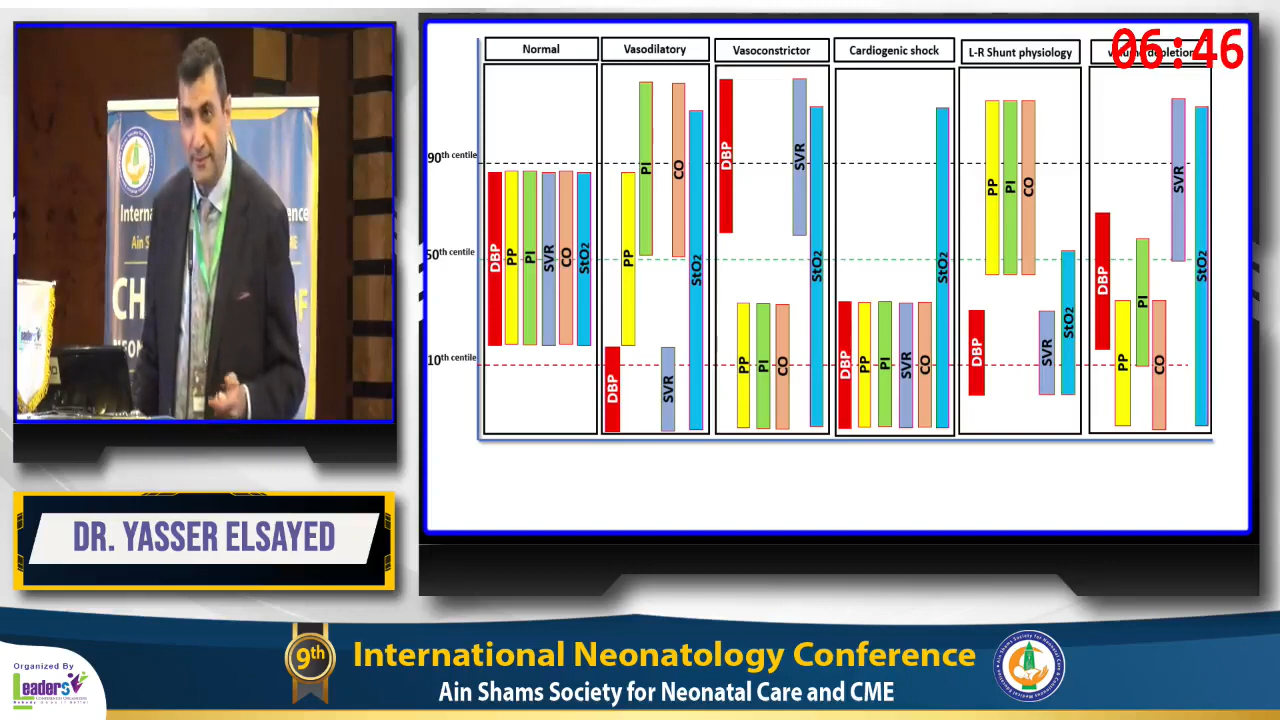 Normal
Vasodilatory
Vasoconstrictor
Cardiogenic shock
L-R Shunt physiology
06:46
90th centile
50th centile
10th centile
DBP
PP
PI
SVR
CO
StO2
DBP
PP
PI
SVR
CO
StO2
DBP
PP
PI
CO
SVR
StO2
DBP
PP
PI
SVR
CO
StO2
DBP
PP
PI
CO
SVR
StO2
DBP
PP
PI
CO
SVR
StO2
Ain S
CH
DR. YASSER ELSAYED
9th
International Neonatology Conference
Ain Shams Society for Neonatal Care and CME
Organized By
Leaders